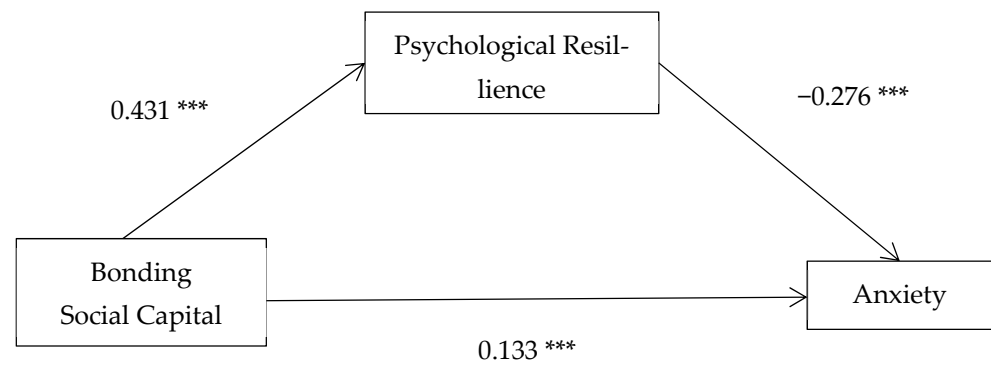 Psychological Resil-
lience
0.431 ***
−0.276 ***
Bonding
Social Capital
Anxiety
0.133 ***